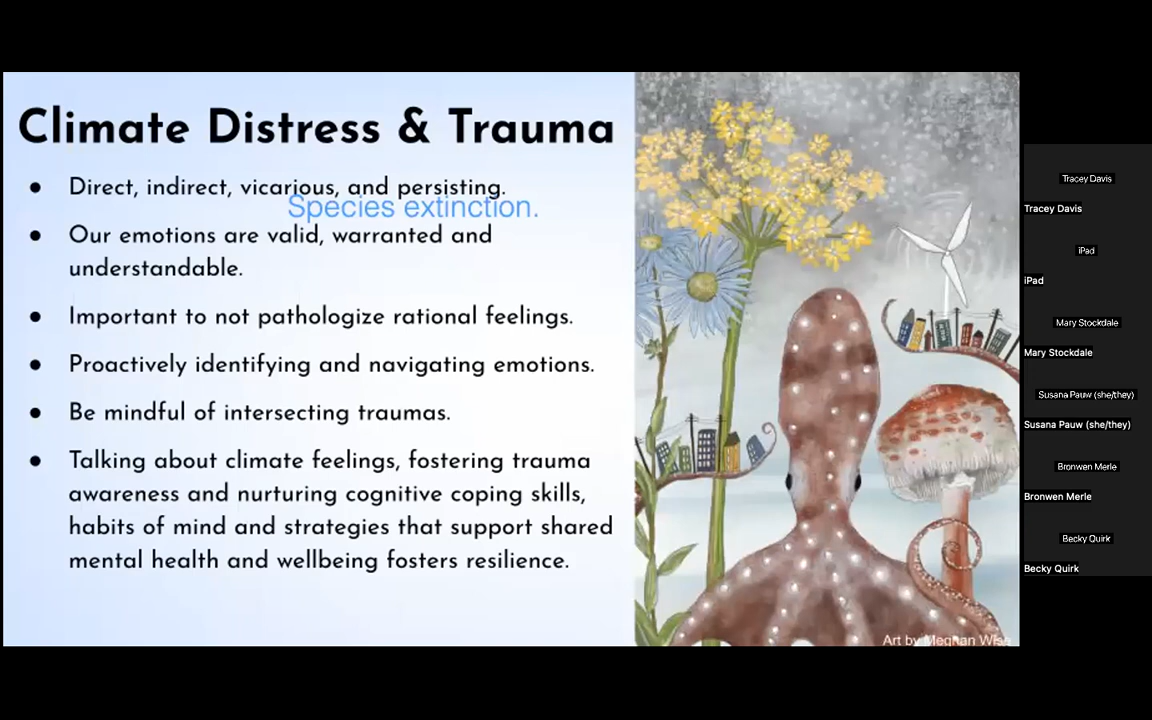 Climate Distress & Trauma
● Direct, indirect, vicarious, and persisting.
Species extinction.
● Our emotions are valid, warranted and
understandable.
● Important to not pathologize rational feelings.
● Proactively identifying and navigating emotions.
● Be mindful of intersecting traumas.
● Talking about climate feelings, fostering trauma
awareness and nurturing cognitive coping skills,
habits of mind and strategies that support shared
mental health and wellbeing fosters resilience.
Art by Meghan Wise
Tracey Davis
Tracey Davis
iPad
iPad
Mary Stockdale
Mary Stockdale
Susana Pauw (she/they)
Susana Pauw (she/they)
Bronwen Merle
Bronwen Merle
Becky Quirk
Becky Quirk